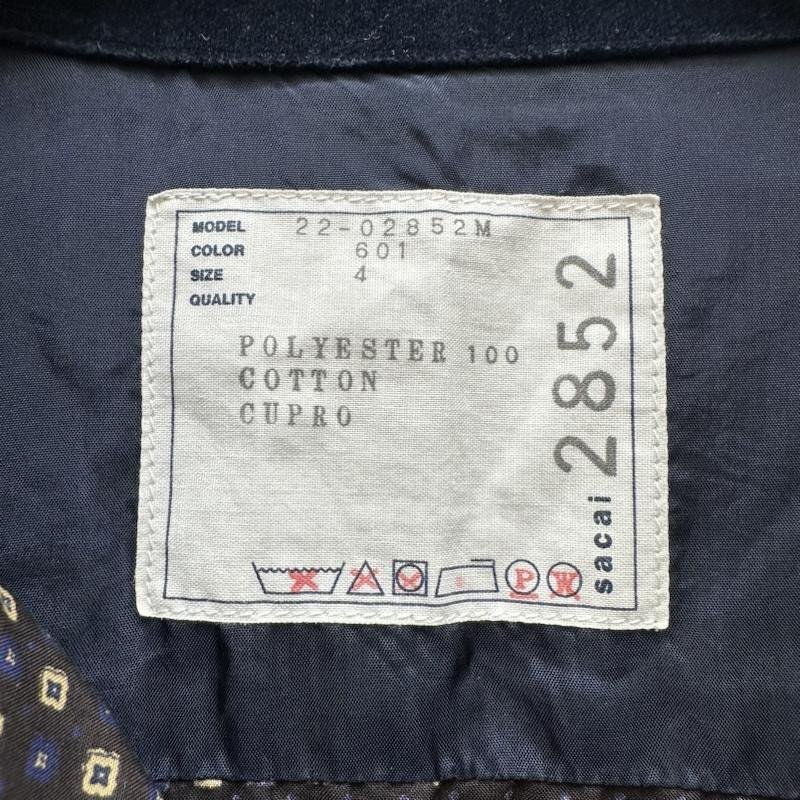 MODEL 22-02852M
COLOR 601
SIZE 4
QUALITY
POLYESTER 100
COTTON
CUPRO
sacai 2852
P W